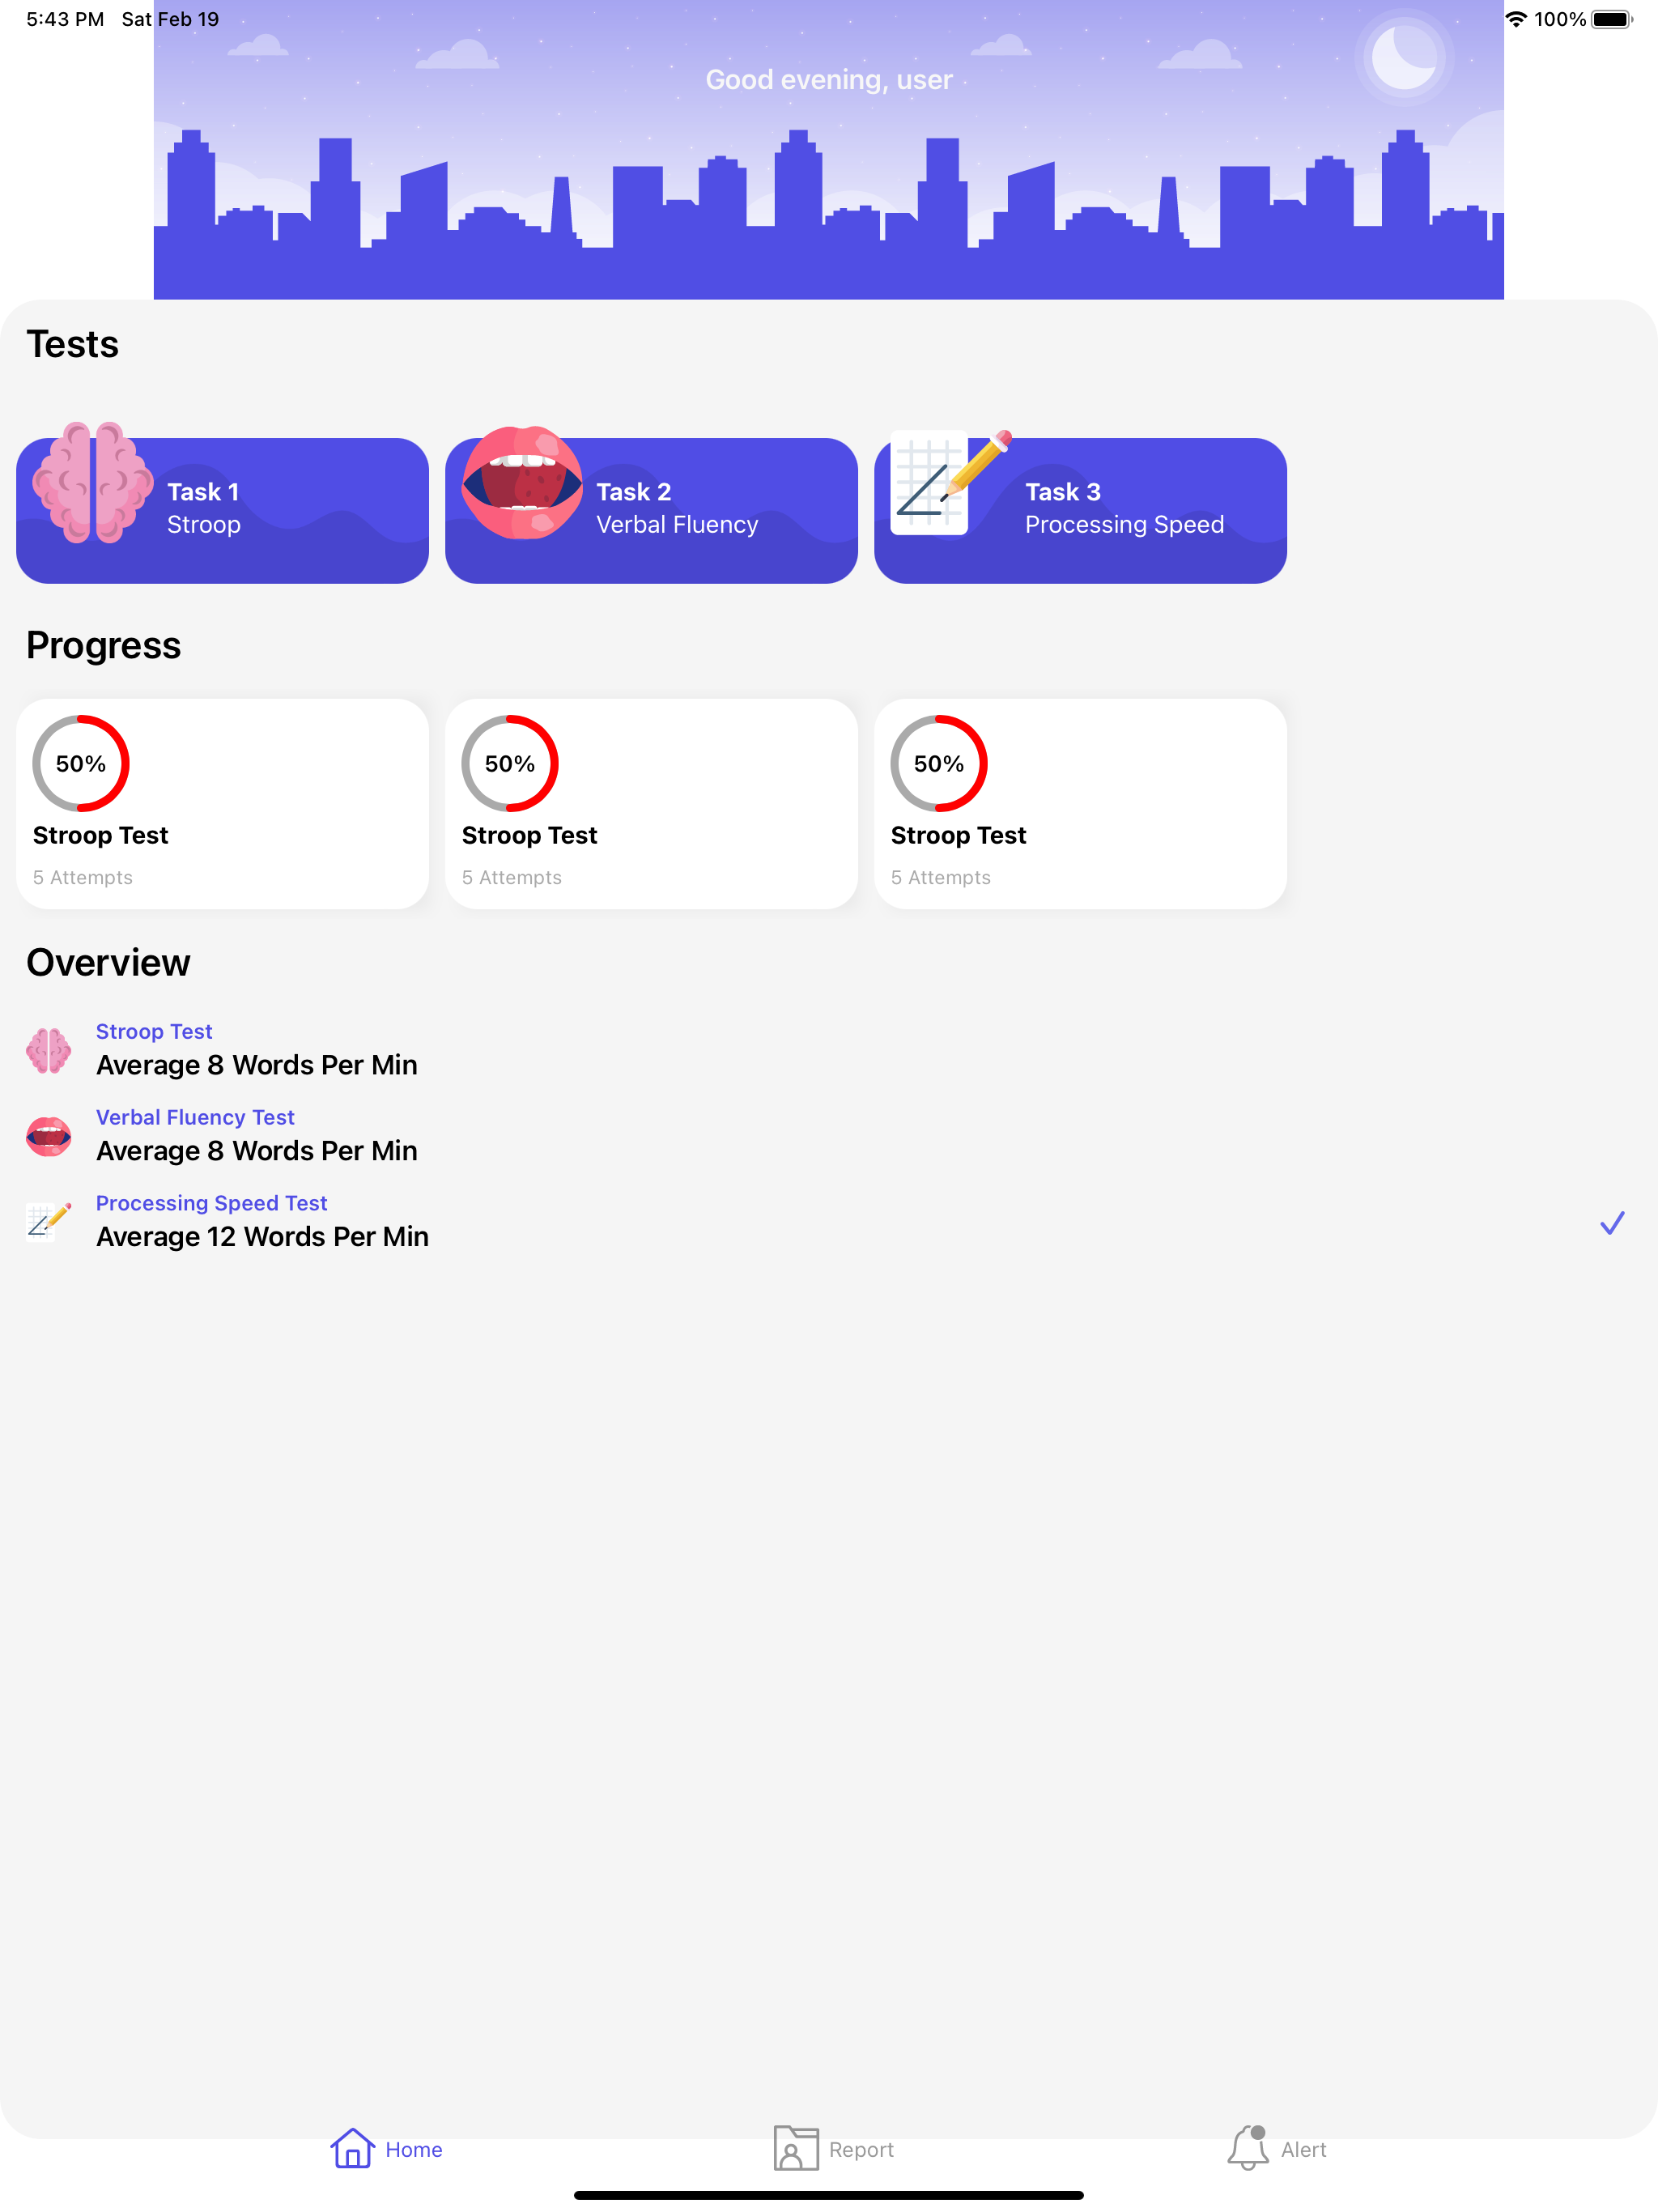 5:43 PM Sat Feb 19
100%
Good evening, user
Tests
Task 1
Stroop
Task 2
Verbal Fluency
Task 3
Processing Speed
Progress
50%
Stroop Test
5 Attempts
50%
Stroop Test
5 Attempts
50%
Stroop Test
5 Attempts
Overview
Stroop Test
Average 8 Words Per Min
Verbal Fluency Test
Average 8 Words Per Min
Processing Speed Test
Average 12 Words Per Min
Home
Report
Alert